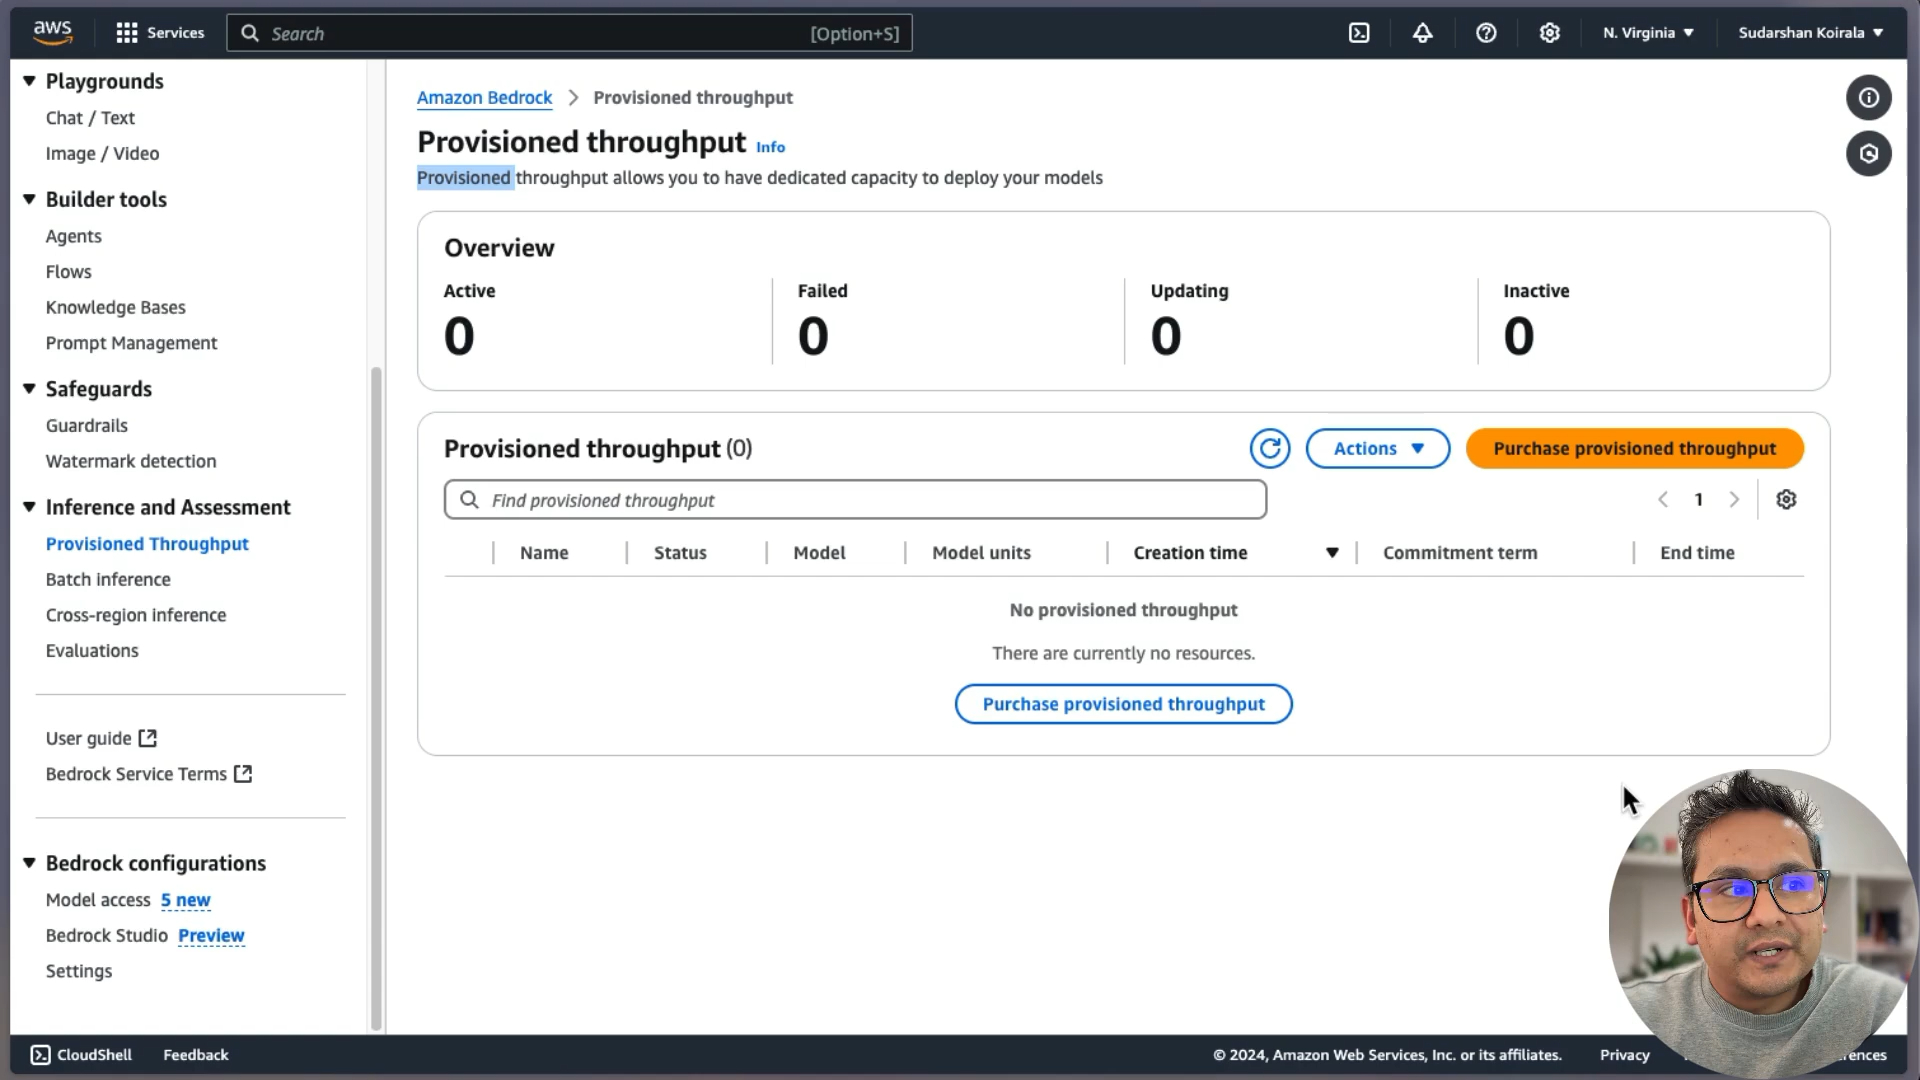 aws
Services
Search
[Option+S]
N. Virginia
Sudarshan Koirala
Playgrounds
Chat / Text
Image / Video
Builder tools
Agents
Flows
Knowledge Bases
Prompt Management
Safeguards
Guardrails
Watermark detection
Inference and Assessment
Provisioned Throughput
Batch inference
Cross-region inference
Evaluations
User guide
Bedrock Service Terms
Bedrock configurations
Model access 5 new
Bedrock Studio Preview
Settings
Amazon Bedrock > Provisioned throughput
Provisioned throughput Info
Provisioned throughput allows you to have dedicated capacity to deploy your models
Overview
Active
0
Failed
0
Updating
0
Inactive
0
Provisioned throughput (0)
Actions
Purchase provisioned throughput
Find provisioned throughput
1
Name Status Model Model units Creation time Commitment term End time
No provisioned throughput
There are currently no resources.
Purchase provisioned throughput
CloudShell
Feedback
© 2024, Amazon Web Services, Inc. or its affiliates.
Privacy